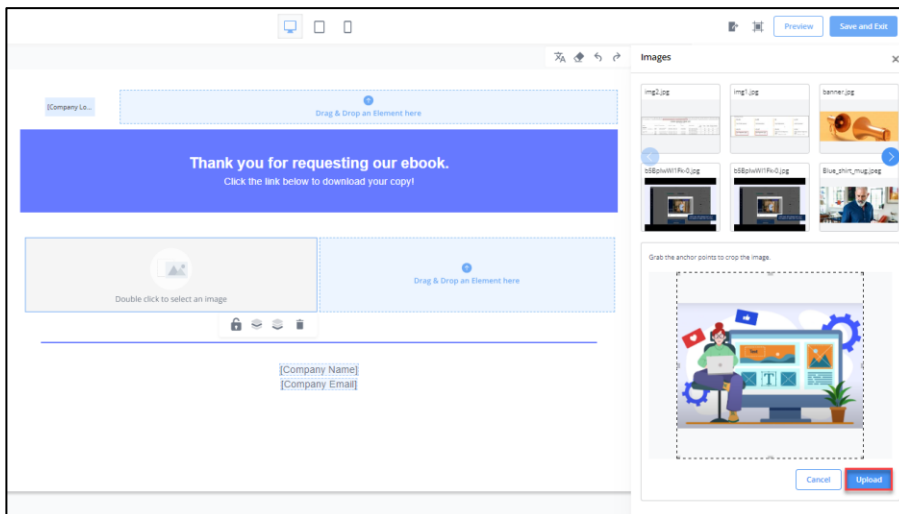 Preview
Save and Exit
Images
[Company Lo...
Drag & Drop an Element here
Thank you for requesting our ebook.
Click the link below to download your copy!
Double click to select an image
Drag & Drop an Element here
[Company Name]
[Company Email]
img2.jpg
img1.jpg
banner.jpg
Blue_shirt_mug.jpeg
Grab the anchor points to crop the image.
Text
T
Cancel
Upload